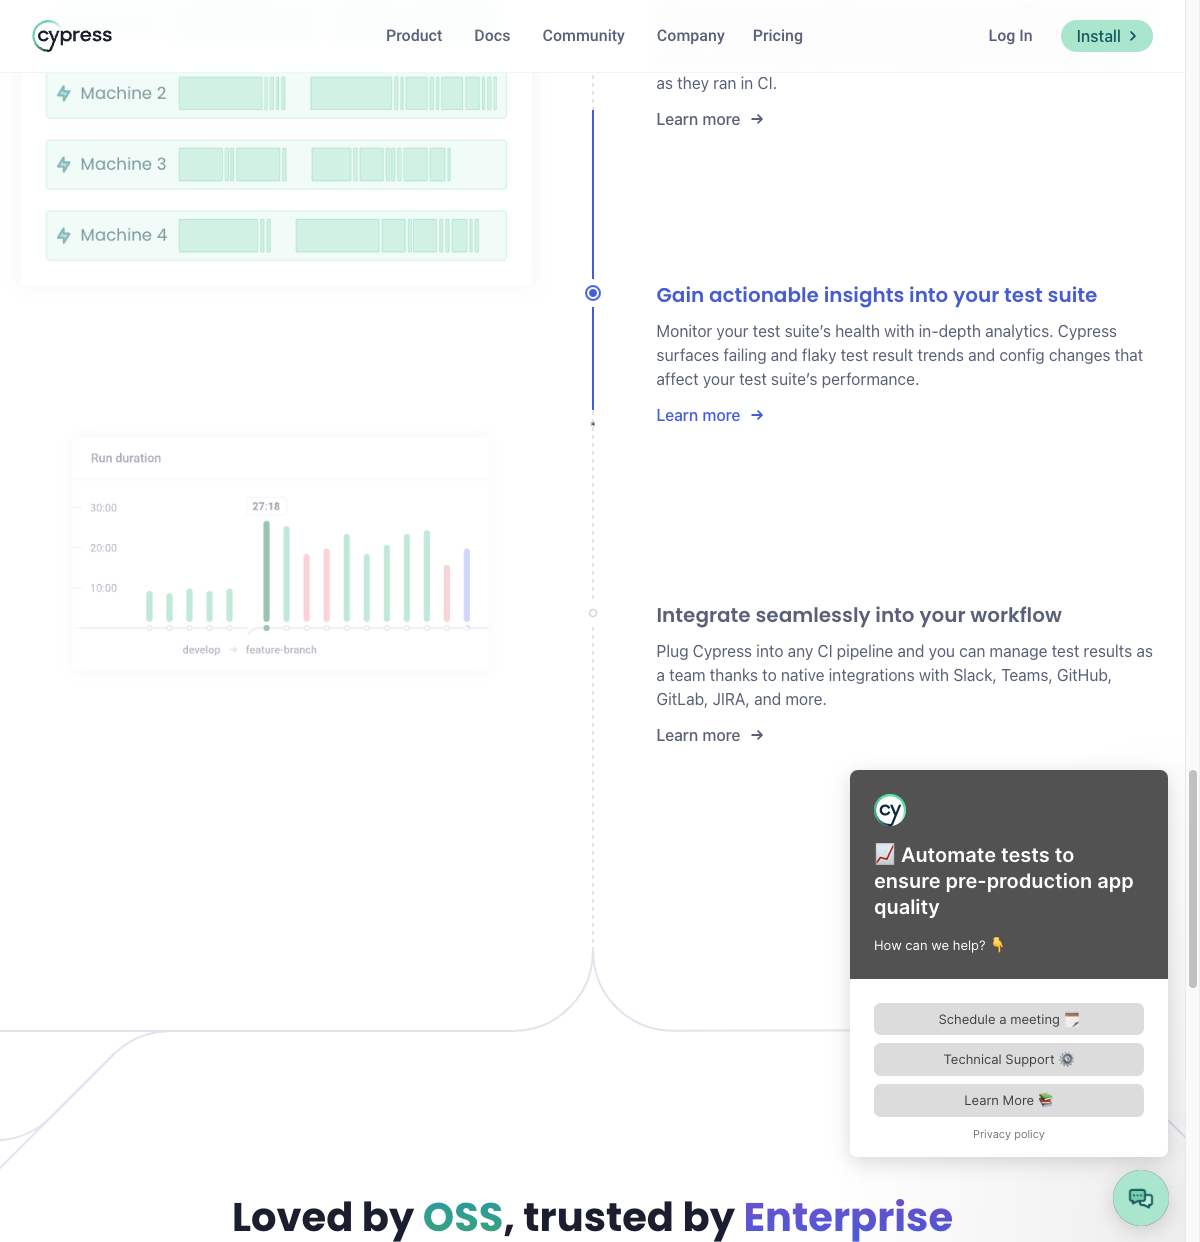 cypress
Product
Docs
Community
Company
Pricing
Log In
Install
Machine 2
Machine 3
Machine 4
as they ran in CI.
Learn more
Gain actionable insights into your test suite
Monitor your test suite’s health with in-depth analytics. Cypress
surfaces failing and flaky test result trends and config changes that
affect your test suite’s performance.
Learn more
Run duration
30:00
20:00
10:00
27:18
develop → feature-branch
Integrate seamlessly into your workflow
Plug Cypress into any CI pipeline and you can manage test results as
a team thanks to native integrations with Slack, Teams, GitHub,
GitLab, JIRA, and more.
Learn more
cy
📈 Automate tests to
ensure pre-production app
quality
How can we help? 👇
Schedule a meeting 🗓️
Technical Support ⚙️
Learn More 📚
Privacy policy
Loved by OSS, trusted by Enterprise